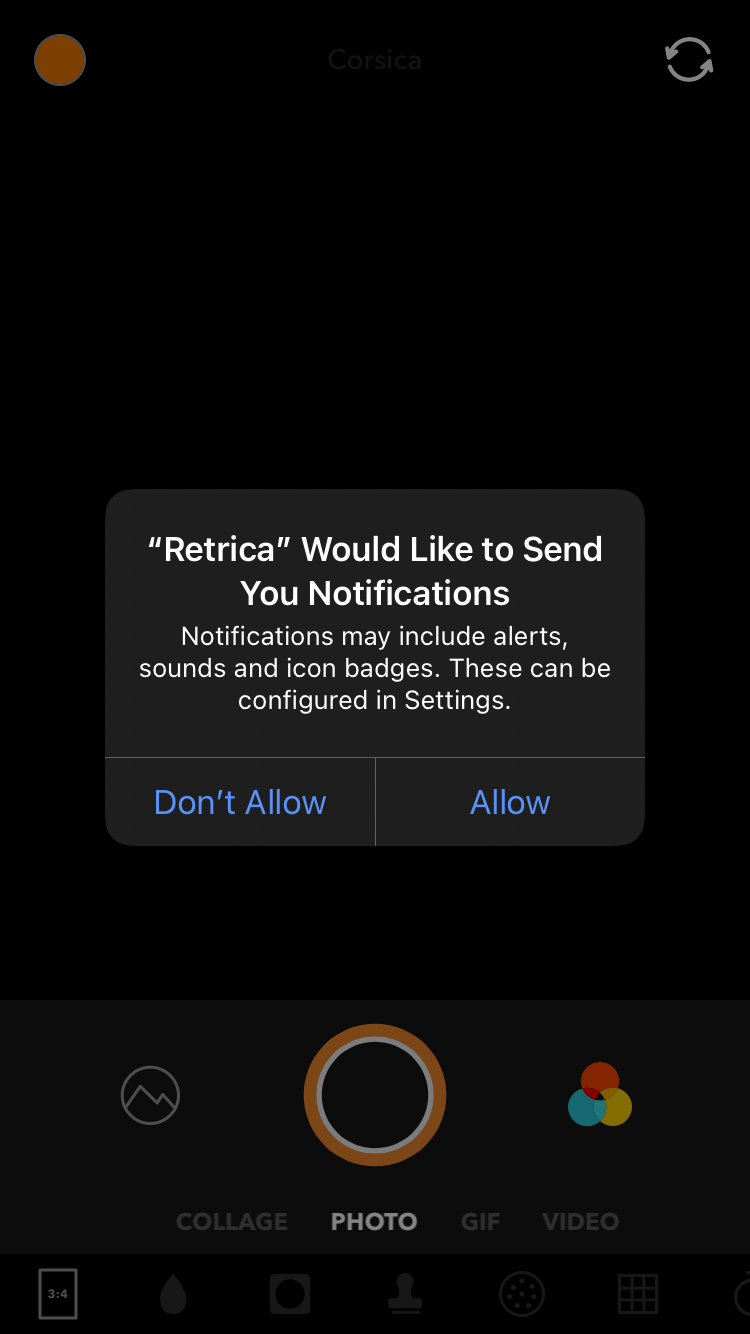 Corsica
“Retrica” Would Like to Send
You Notifications
Notifications may include alerts,
sounds and icon badges. These can be
configured in Settings.
Don’t Allow
Allow
COLLAGE
PHOTO
GIF
VIDEO
3:4